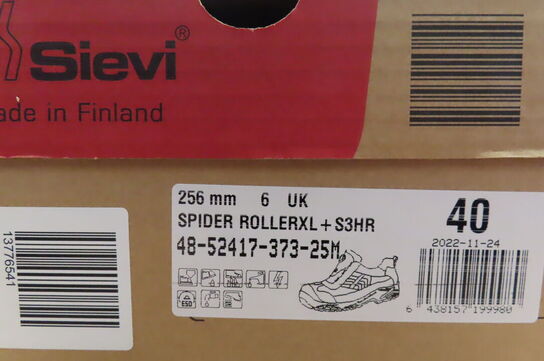 Sievi®
ade in Finland
256 mm 6 UK
SPIDER ROLLERXL+S3HR
48-52417-373-25M
40
2022-11-24
ESD
6 438157 199980
13776541